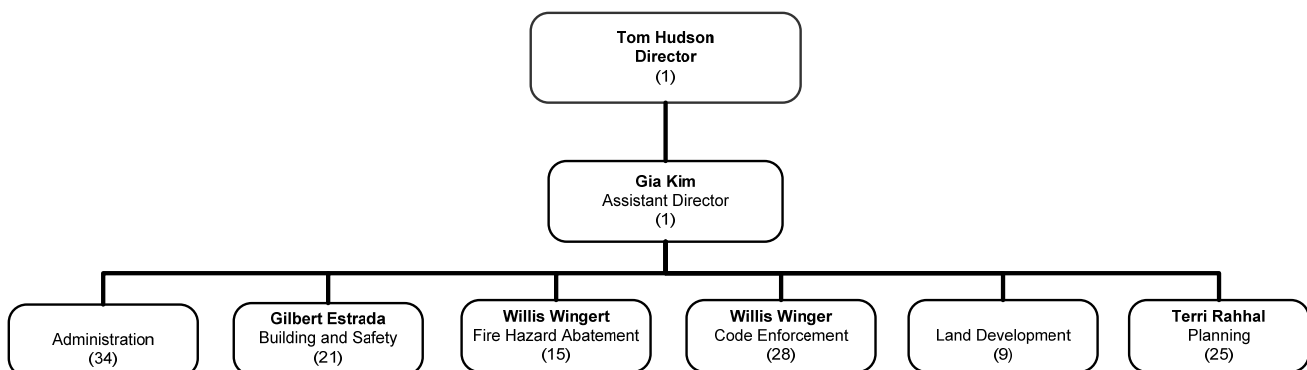 Tom Hudson
Director
(1)
Gia Kim
Assistant Director
(1)
Administration
(34)
Gilbert Estrada
Building and Safety
(21)
Willis Wingert
Fire Hazard Abatement
(15)
Willis Winger
Code Enforcement
(28)
Land Development
(9)
Terri Rahhal
Planning
(25)